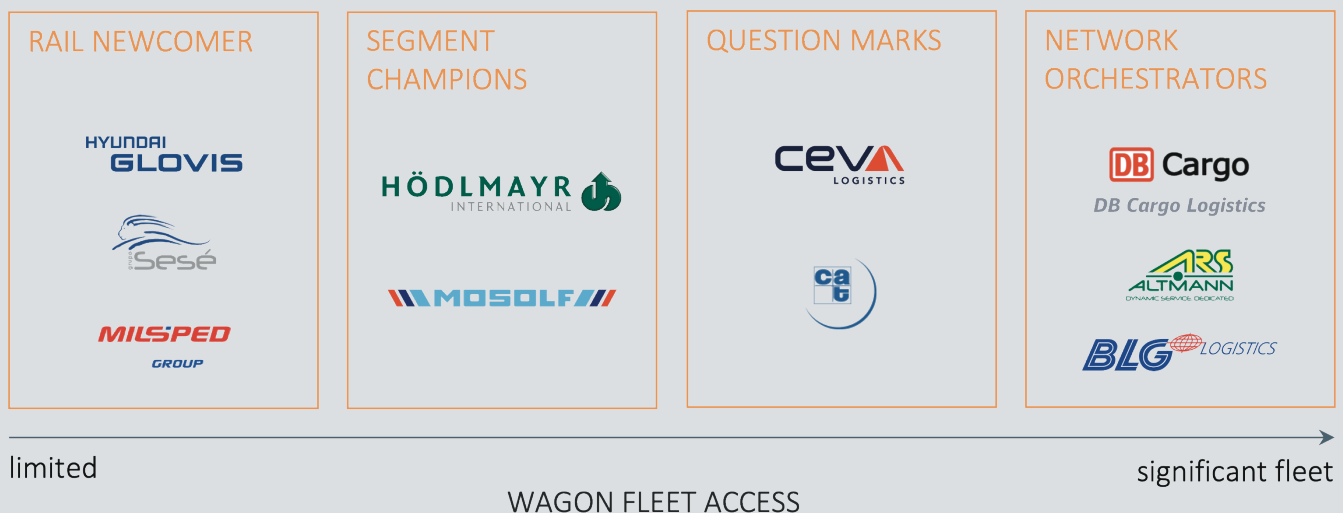 RAIL NEWCOMER
HYUNDAI
GLOVIS
grupo
Sesé
MILSPED
GROUP
SEGMENT
CHAMPIONS
HÖDLMAYR
INTERNATIONAL
MOSOLF
QUESTION MARKS
CEVA
LOGISTICS
cat
NETWORK
ORCHESTRATORS
DB Cargo
DB Cargo Logistics
ARS
ALTMANN
DYNAMIC SERVICE DEDICATED
BLG LOGISTICS
limited
significant fleet
WAGON FLEET ACCESS